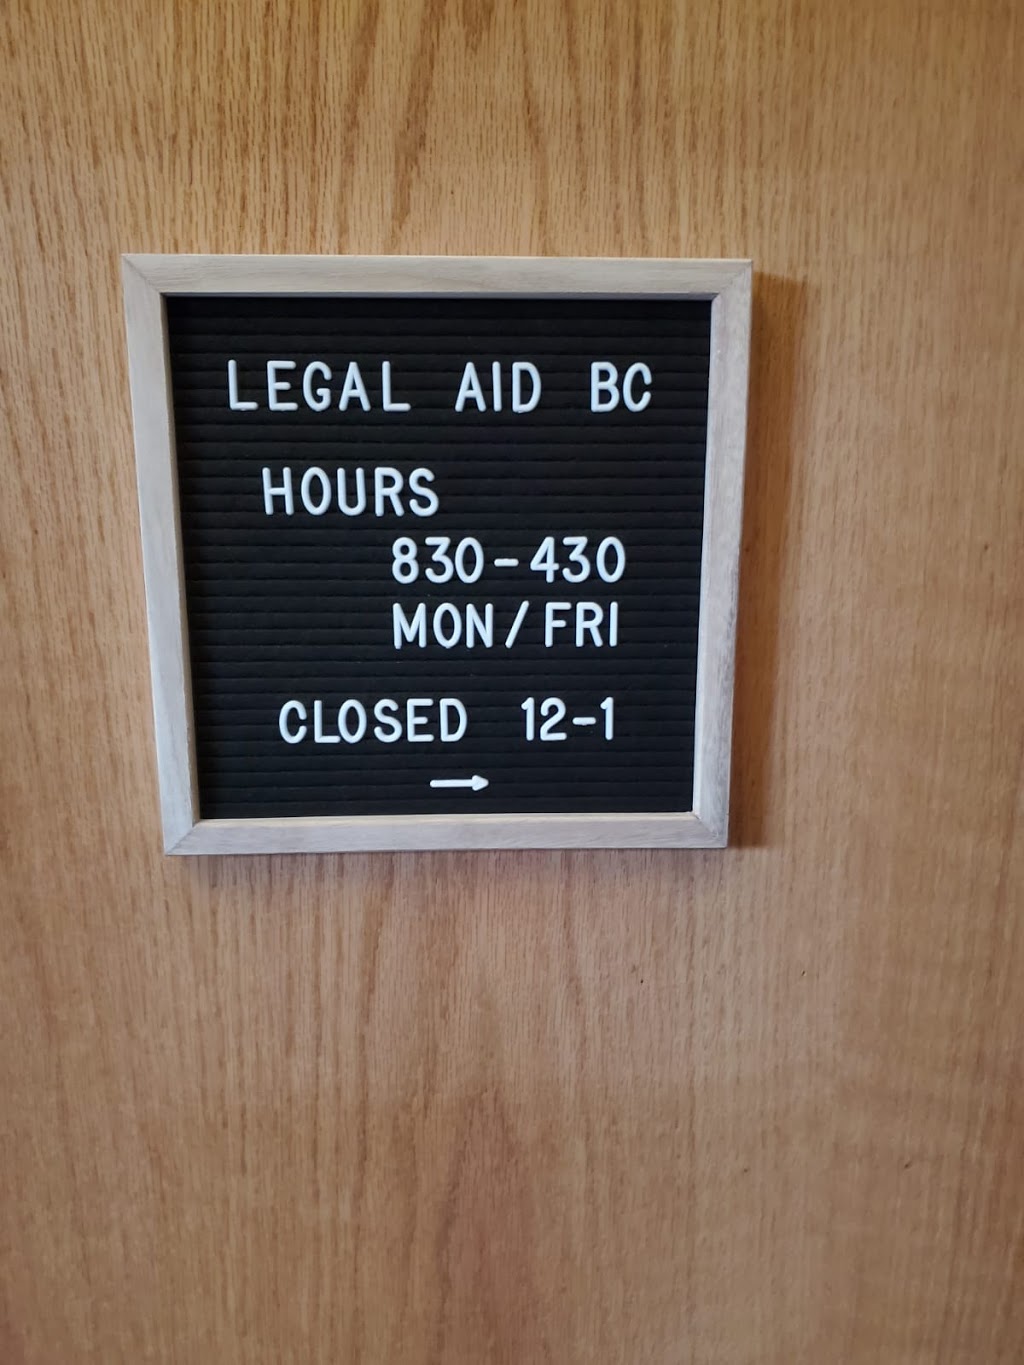 LEGAL AID BC
HOURS
830-430
MON/FRI
CLOSED 12-1
→